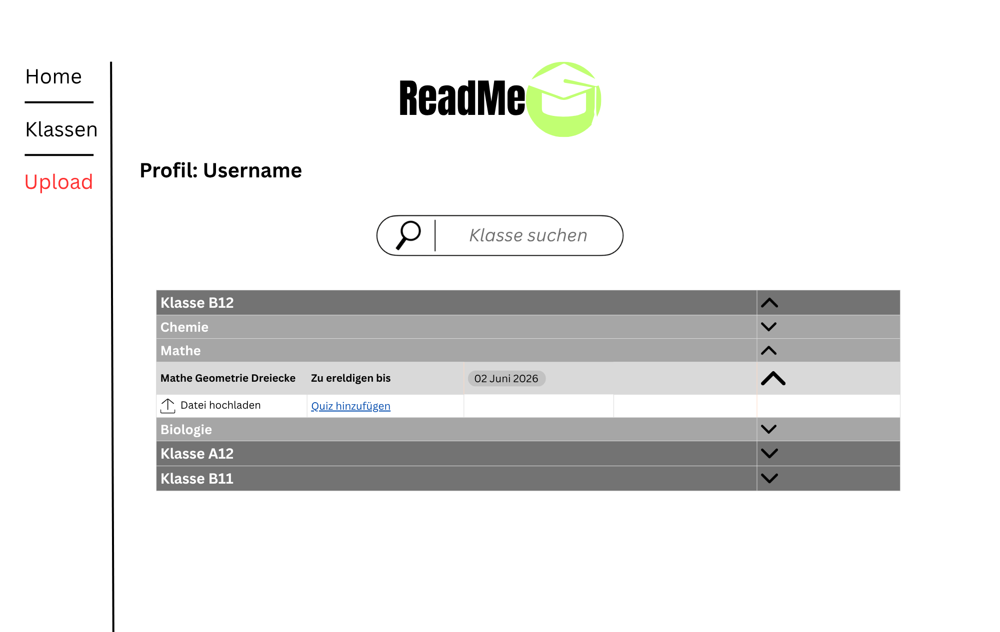 Home
Klassen
Upload
ReadMe
Profil: Username
Klasse suchen
Klasse B12
Chemie
Mathe
Mathe Geometrie Dreiecke Zu ereldigen bis 02 Juni 2026
Datei hochladen Quiz hinzufügen
Biologie
Klasse A12
Klasse B11